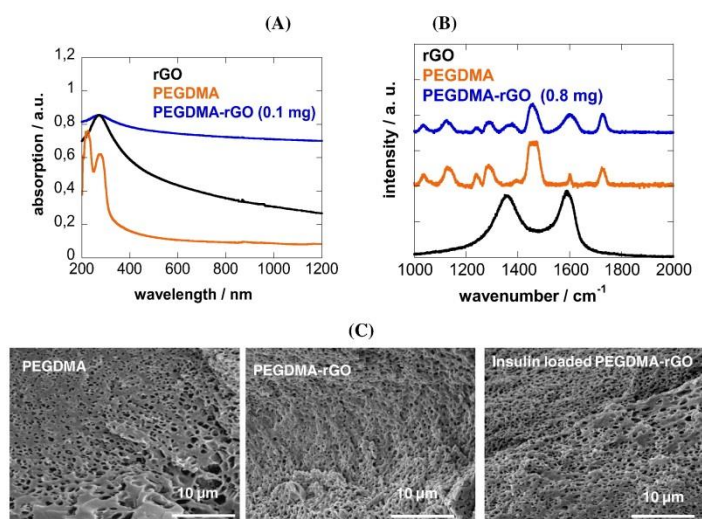 (A)
1,2
1
0,8
0,6
0,4
0,2
0
200 400 600 800 1000 1200
absorption / a.u.
wavelength / nm
rGO
PEGDMA
PEGDMA-rGO (0.1 mg)
(B)
rGO
PEGDMA
PEGDMA-rGO (0.8 mg)
intensity / a. u.
1000 1200 1400 1600 1800 2000
wavenumber / cm⁻¹
(C)
PEGDMA
10 µm
PEGDMA-rGO
10 µm
Insulin loaded PEGDMA-rGO
10 µm